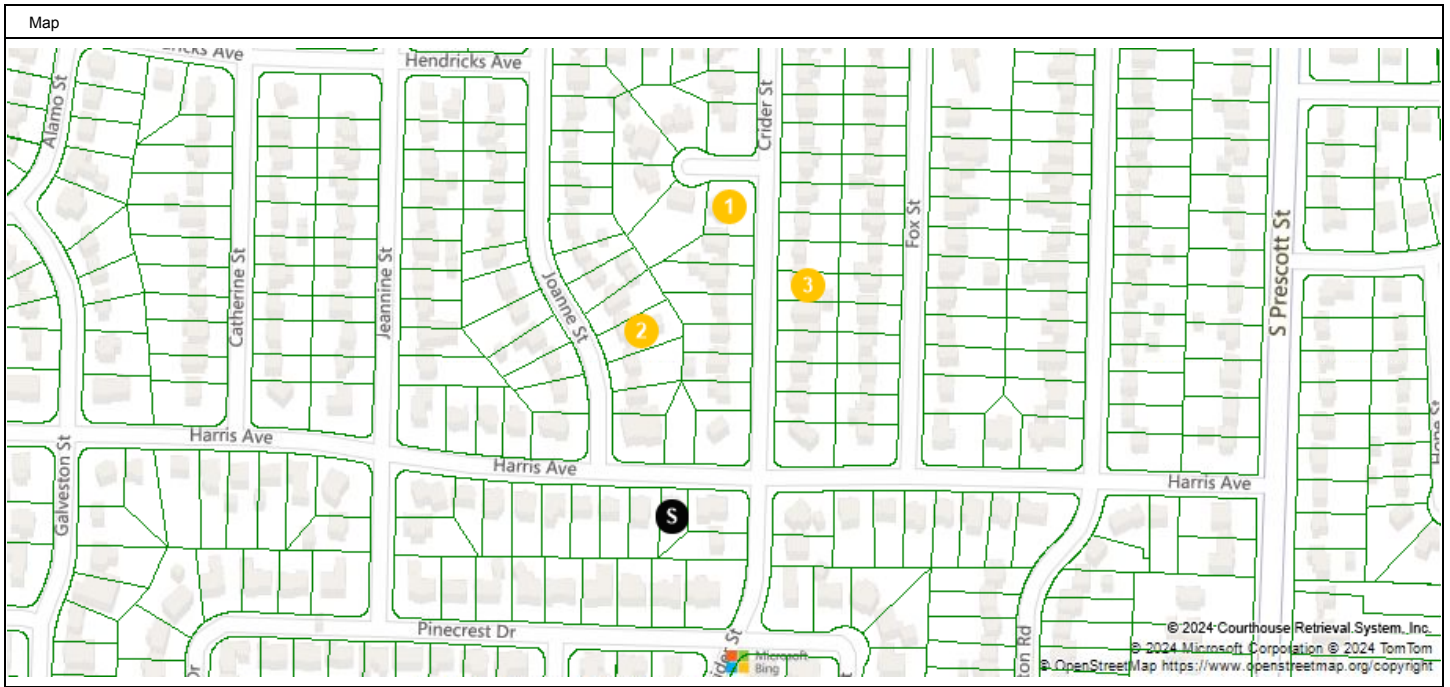 Map
Hendricks Ave
Alamo St
Crider St
1
Fox St
S Prescott St
Catherine St
Jeannine St
Joanne St
3
2
Harris Ave
Harris Ave
Harris Ave
Galveston St
S
Pinecrest Dr
© 2024 Courthouse Retrieval System, Inc.
Microsoft
Bing
© 2024 Microsoft Corporation © 2024 TomTom
© OpenStreetMap https://www.openstreetmap.org/copyright